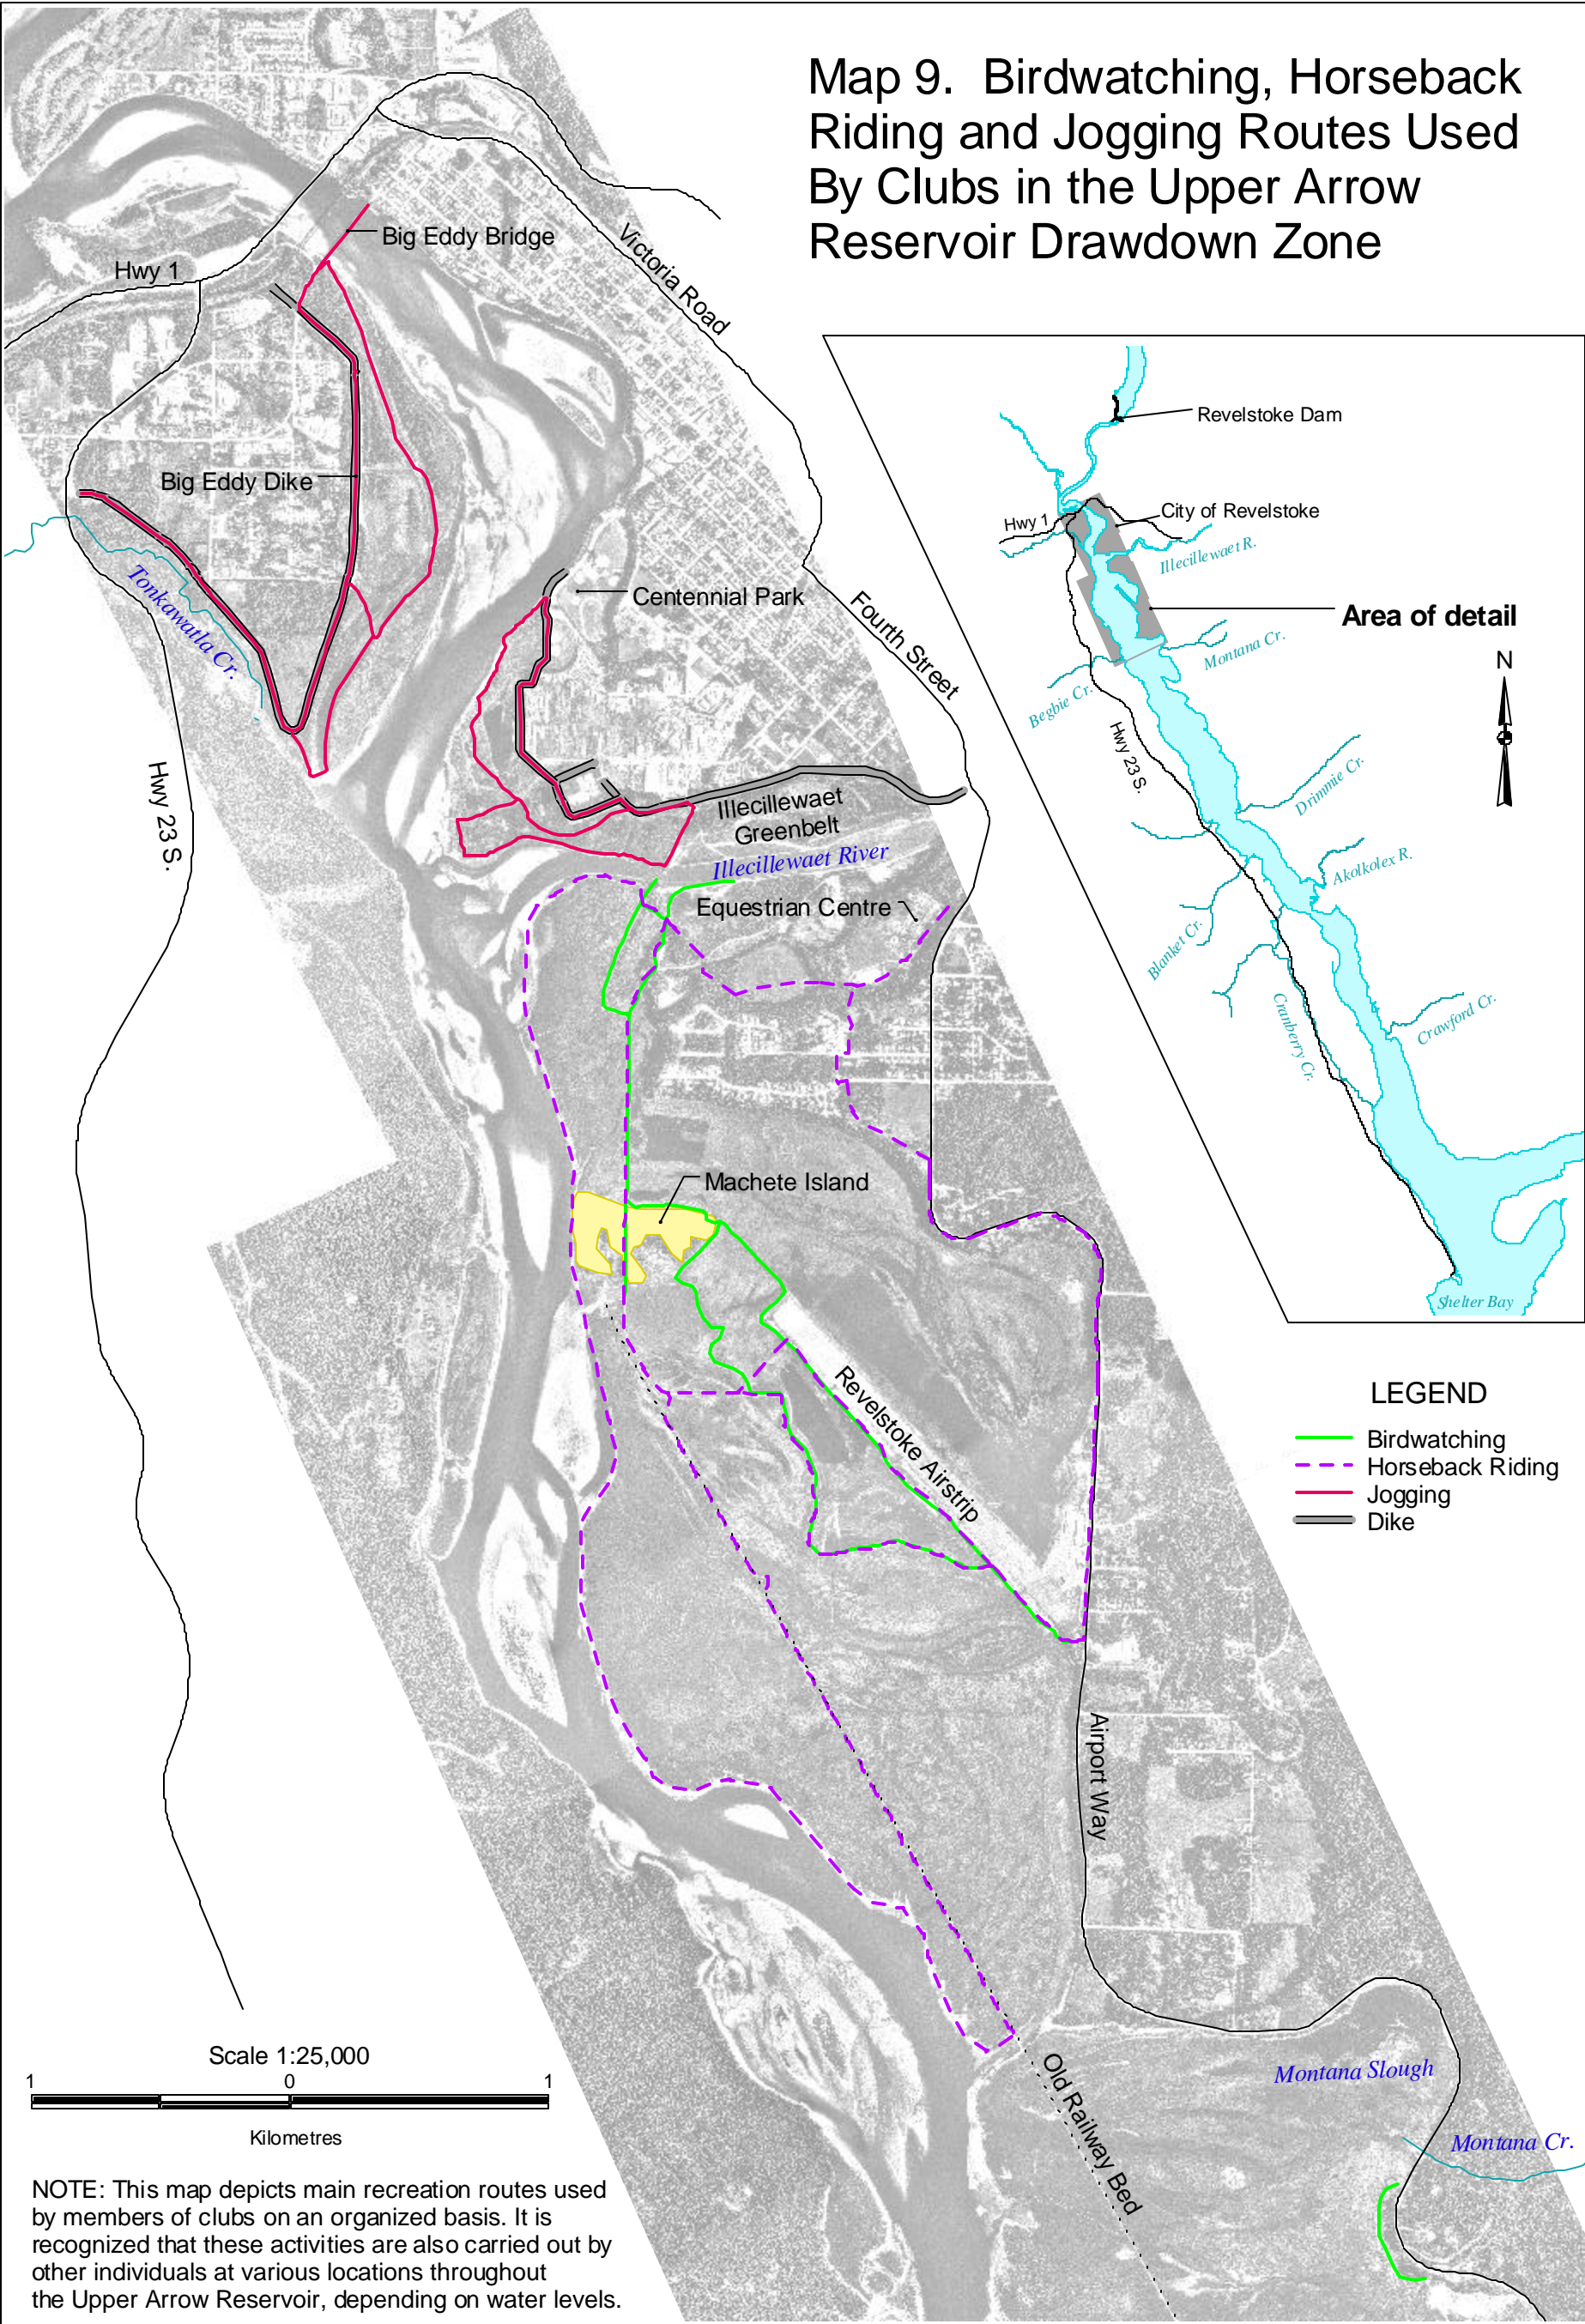 Map 9. Birdwatching, Horseback
Riding and Jogging Routes Used
By Clubs in the Upper Arrow
Reservoir Drawdown Zone
Big Eddy Bridge
Hwy 1
Victoria Road
Big Eddy Dike
Tonkawatla Cr.
Centennial Park
Fourth Street
Hwy 23 S.
Illecillewaet
Greenbelt
Illecillewaet River
Equestrian Centre
Machete Island
Revelstoke Airstrip
Airport Way
Old Railway Bed
Montana Slough
Montana Cr.
Revelstoke Dam
City of Revelstoke
Hwy 1
Illecillewaet R.
Area of detail
Montana Cr.
N
Begbie Cr.
Hwy 23 S.
Drimmie Cr.
Akolkolex R.
Blanket Cr.
Cranberry Cr.
Crawford Cr.
Shelter Bay
LEGEND
Birdwatching
Horseback Riding
Jogging
Dike
Scale 1:25,000
1 0 1
Kilometres
NOTE: This map depicts main recreation routes used
by members of clubs on an organized basis. It is
recognized that these activities are also carried out by
other individuals at various locations throughout
the Upper Arrow Reservoir, depending on water levels.